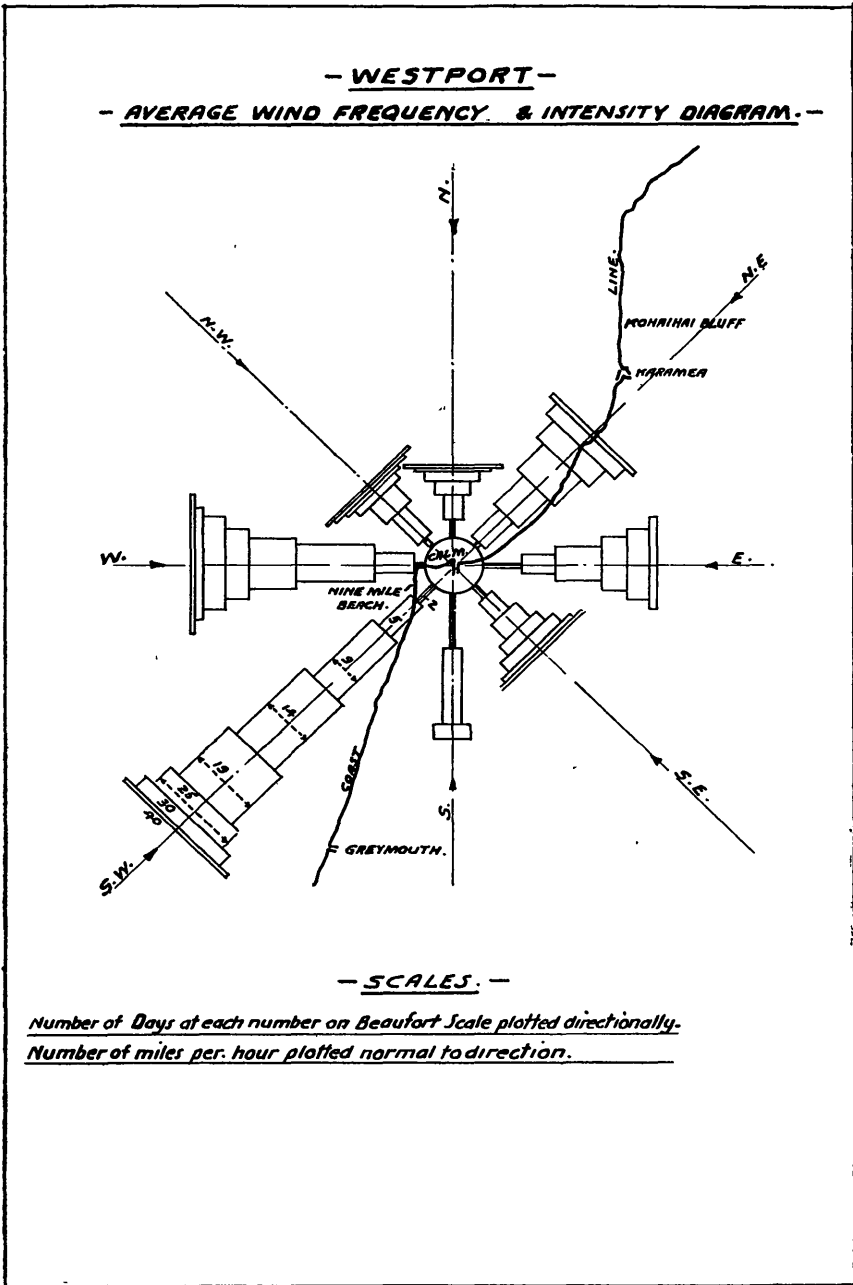 - WESTPORT -
- AVERAGE WIND FREQUENCY & INTENSITY DIAGRAM. -
N.
N.E
LINE.
N.W.
KOHAIHAI BLUFF
KARAMEA
CALM.
W.
E.
NINE MILE
BEACH.
2
5
9
14
19
25
30
40
COAST
S.
S.E.
GREYMOUTH.
S.W.
- SCALES. -
Number of Days at each number on Beaufort Scale plotted directionally.
Number of miles per. hour plotted normal to direction.